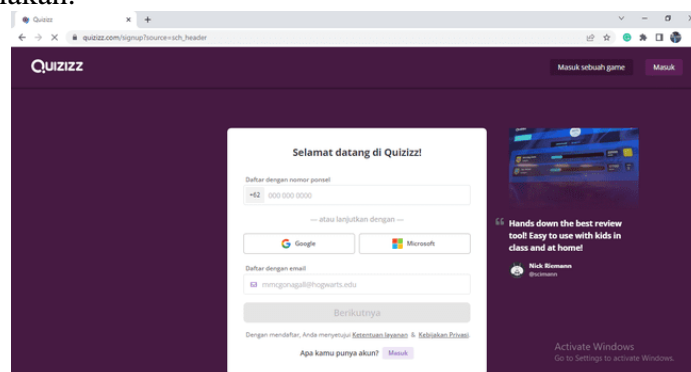 Quizizz
quizizz.com/signup?source=sch_header
QUIZIZZ
Masuk sebuah game
Masuk
Selamat datang di Quizizz!
Daftar dengan nomor ponsel
+62 000 000 0000
— atau lanjutkan dengan —
Google
Microsoft
Daftar dengan email
mmcgonagall@hogwarts.edu
Berikutnya
Dengan mendaftar, Anda menyetujui Ketentuan layanan & Kebijakan Privasi.
Apa kamu punya akun? Masuk
“ Hands down the best review
tool! Easy to use with kids in
class and at home!
Nick Riemann
@scimann
Activate Windows
Go to Settings to activate Windows.